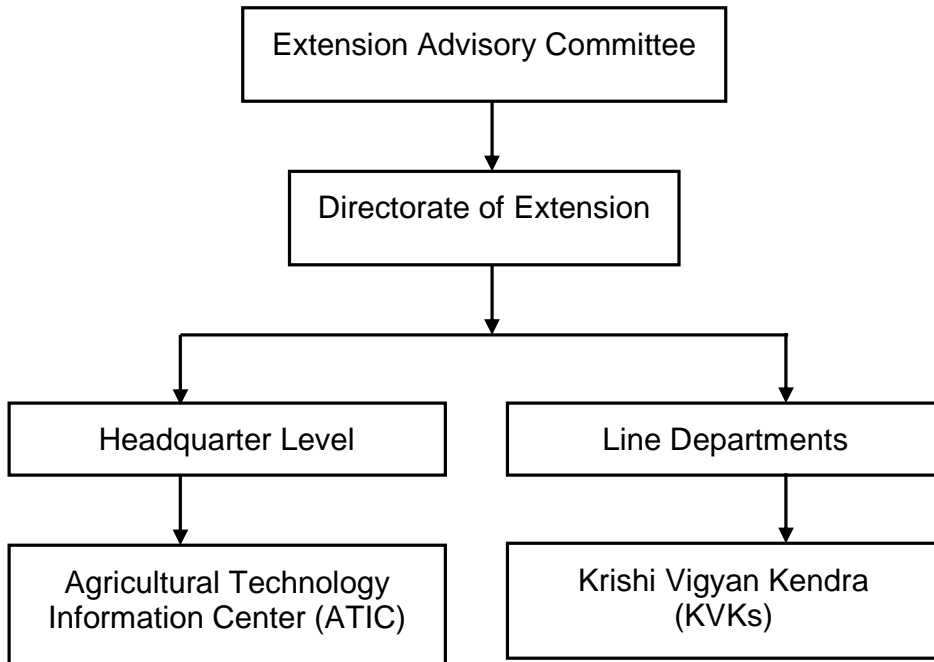 Extension Advisory Committee
Directorate of Extension
Headquarter Level
Line Departments
Agricultural Technology
Information Center (ATIC)
Krishi Vigyan Kendra
(KVKs)